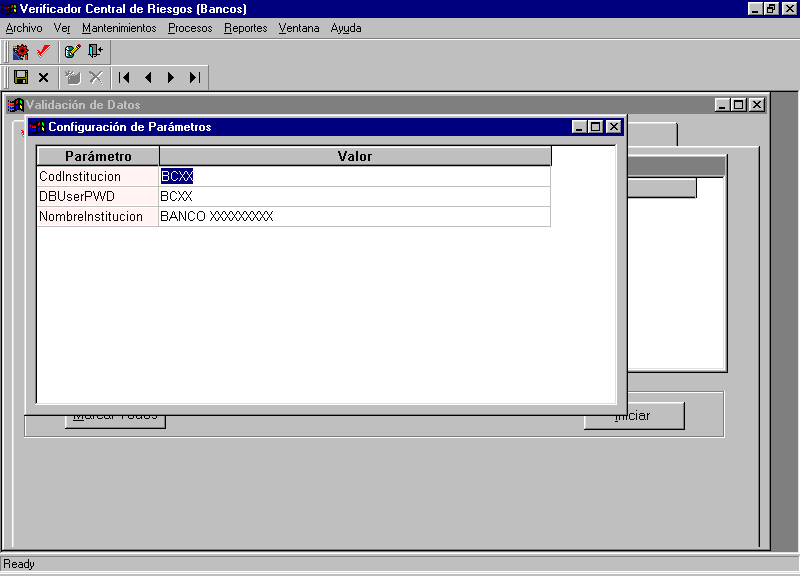 Verificador Central de Riesgos (Bancos)
Archivo Ver Mantenimientos Procesos Reportes Ventana Ayuda
Validación de Datos
Configuración de Parámetros
Parámetro Valor
CodInstitucion BCXX
DBUserPWD BCXX
NombreInstitucion BANCO XXXXXXXXX
Marcar Todos Iniciar
Ready